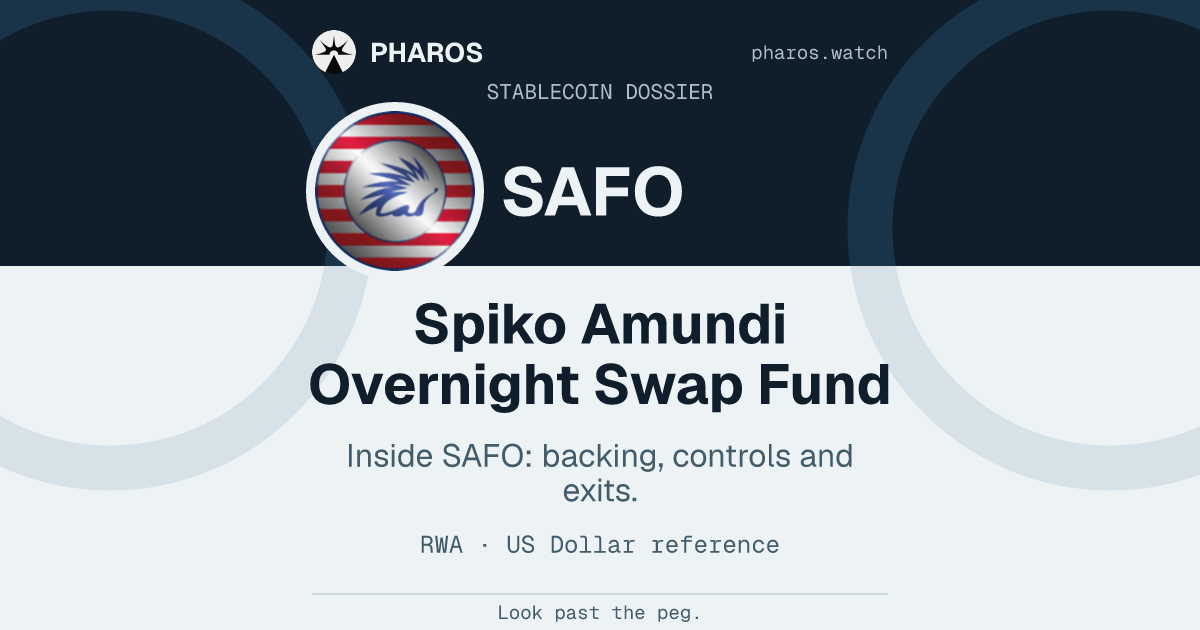 PHAROS
pharos.watch
STABLECOIN DOSSIER
SAFO
Spiko Amundi
Overnight Swap Fund
Inside SAFO: backing, controls and
exits.
RWA · US Dollar reference
Look past the peg.